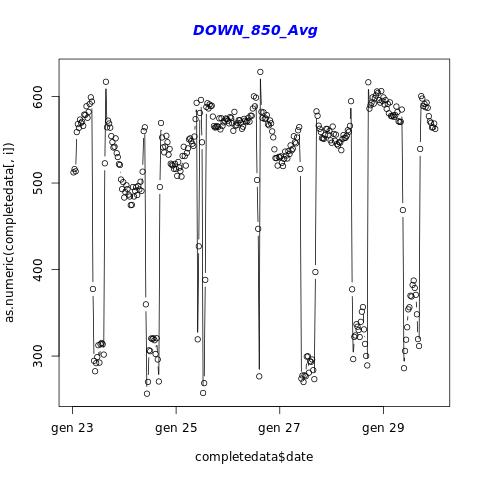 DOWN_850_Avg
as.numeric(completedata[, i])
600
500
400
300
gen 23
gen 25
gen 27
gen 29
completedata$date